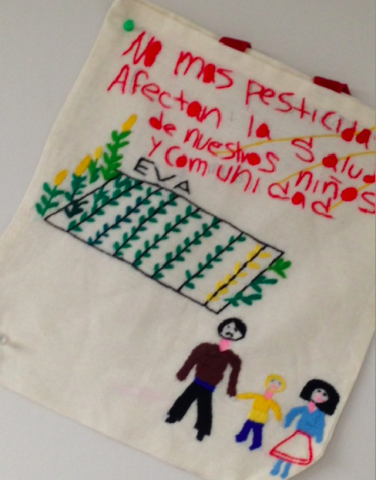 No mas pesticida
Afectan la salud
de nuestros niños
y Comunidad
EVA